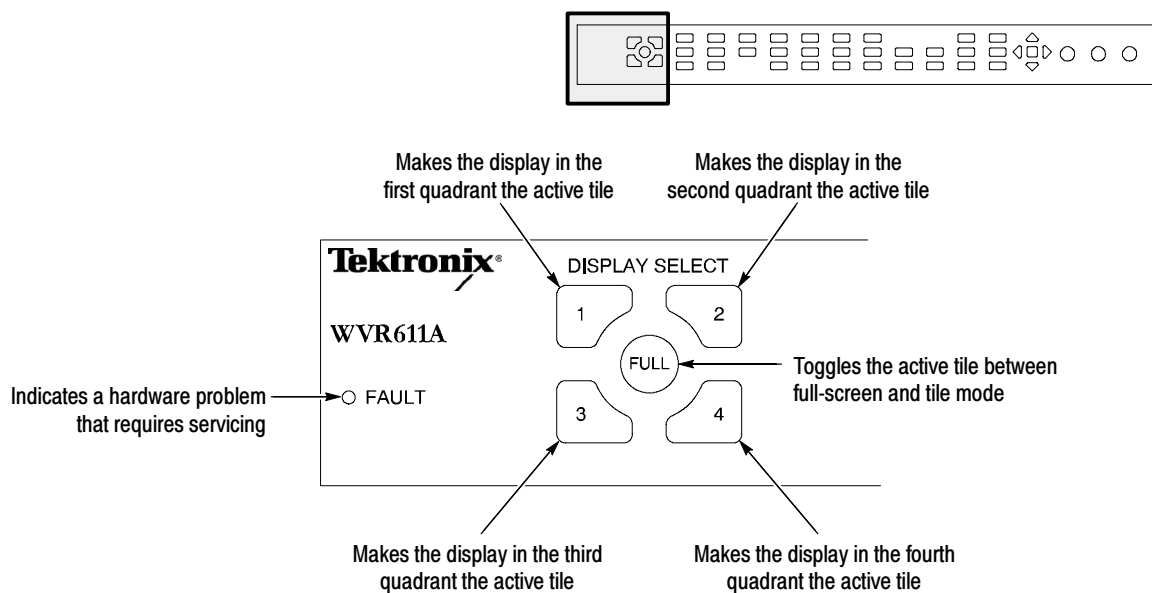 Makes the display in the
first quadrant the active tile
Makes the display in the
second quadrant the active tile
Tektronix®
DISPLAY SELECT
1
2
WVR611A
FULL
Toggles the active tile between
full-screen and tile mode
Indicates a hardware problem
that requires servicing
FAULT
3
4
Makes the display in the third
quadrant the active tile
Makes the display in the fourth
quadrant the active tile